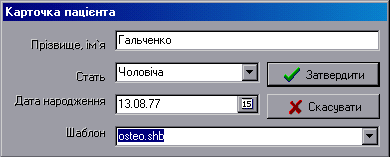 Карточка пацієнта
Прізвище, ім`я Гальченко
Стать Чоловіча Затвердити
Дата народження 13.08.77 15 Скасувати
Шаблон osteo.shb